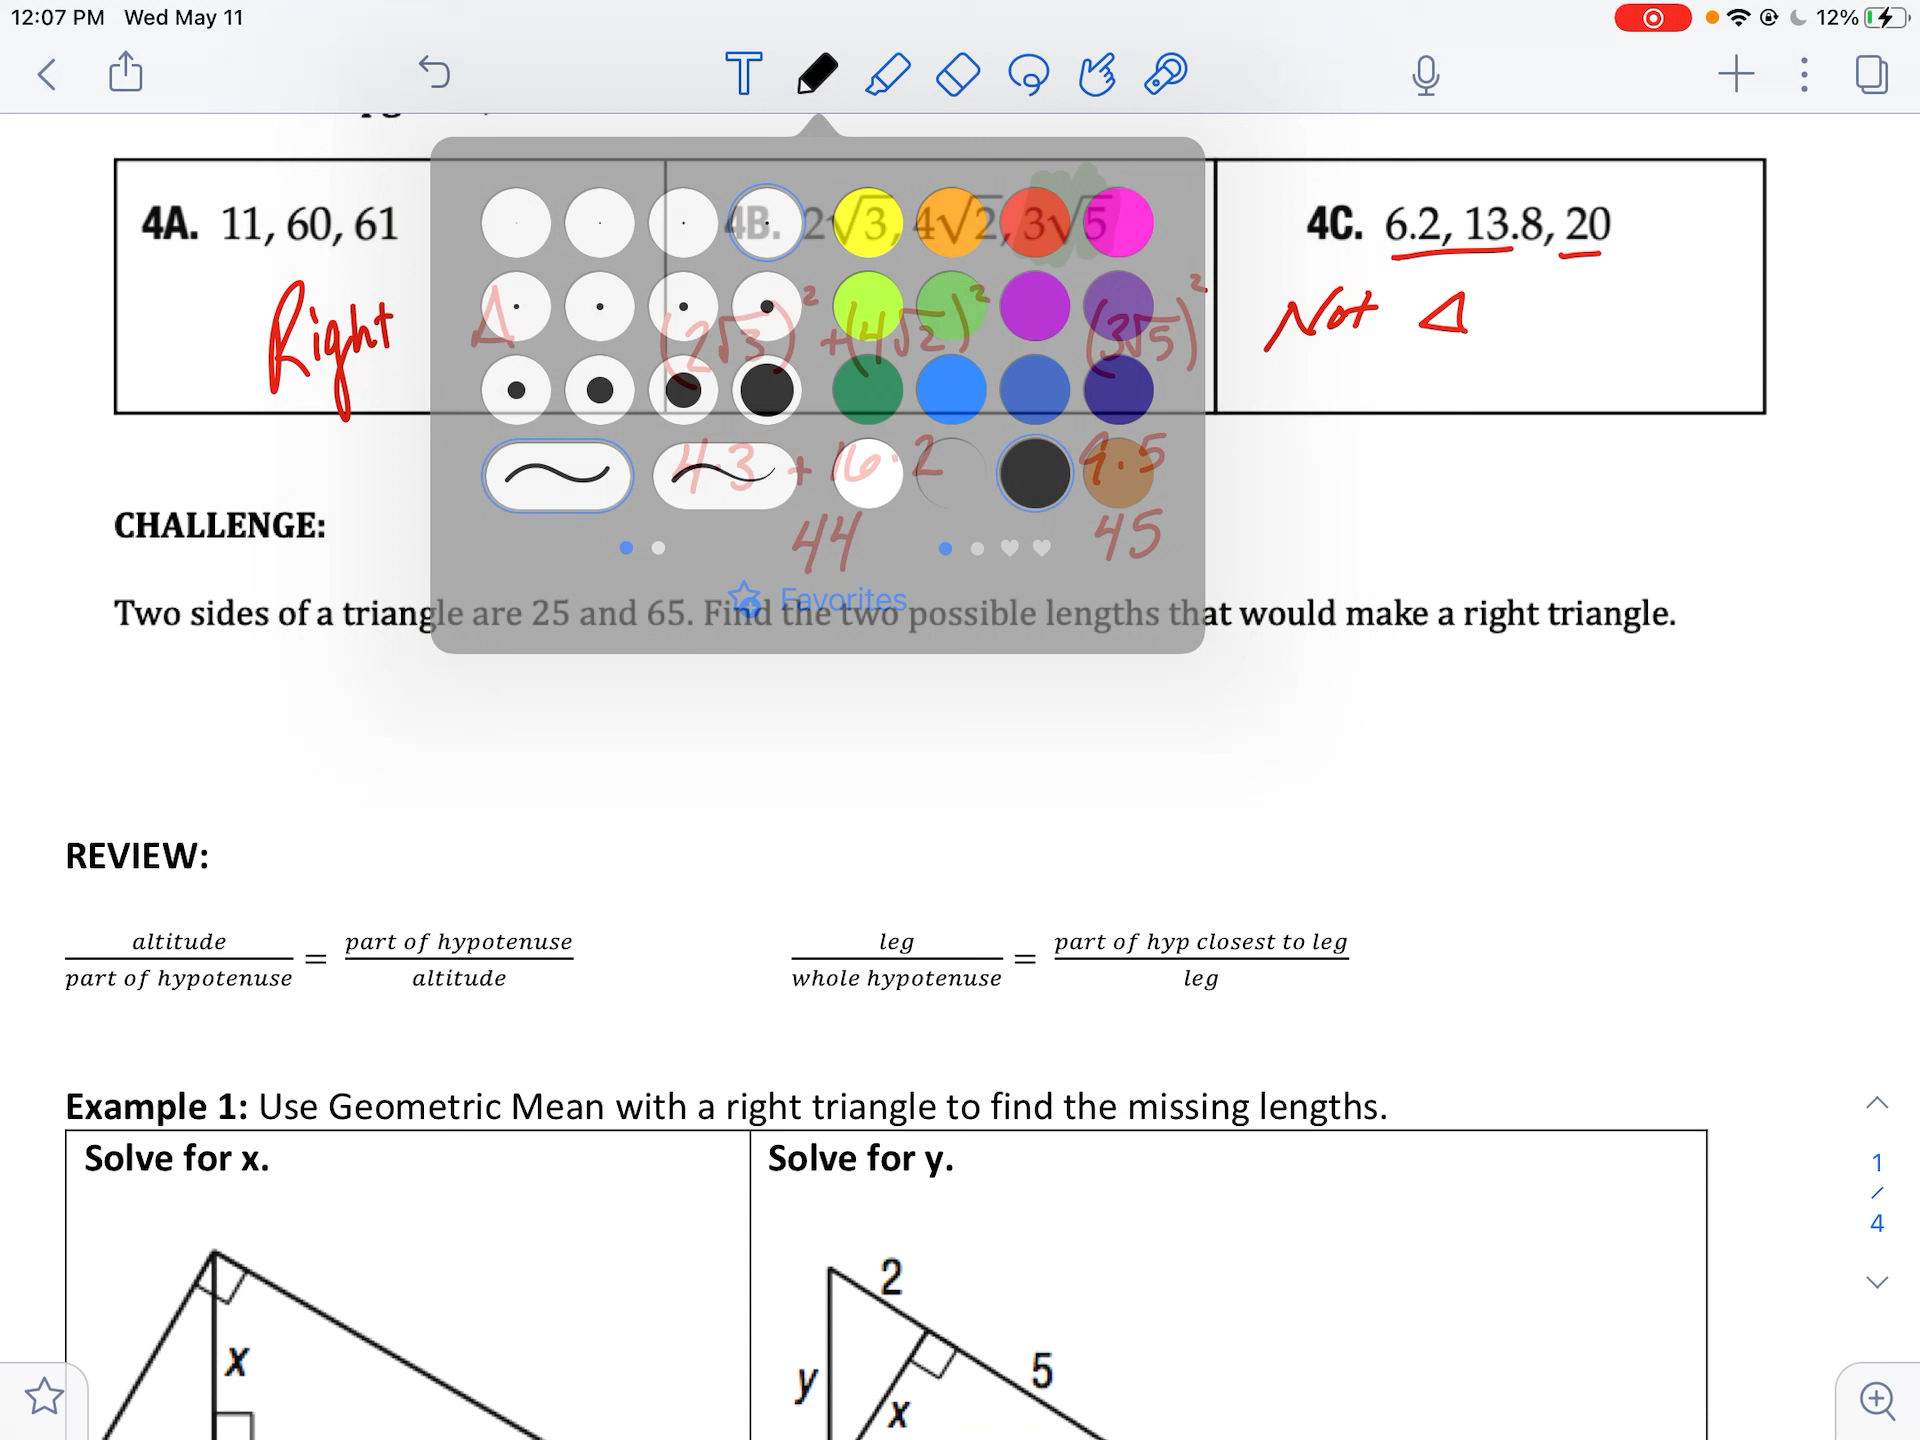 12:07 PM Wed May 11
12%
4A. 11, 60, 61
4B. 2√3, 4√2, 3√5
4C. 6.2, 13.8, 20
Right Δ
(2√3)² + (4√2)² (3√5)²
Not Δ
4·3 + 16·2 9·5
44 45
CHALLENGE:
Favorites
Two sides of a triangle are 25 and 65. Find the two possible lengths that would make a right triangle.
REVIEW:
altitude/part of hypotenuse = part of hypotenuse/altitude
leg/whole hypotenuse = part of hyp closest to leg/leg
Example 1: Use Geometric Mean with a right triangle to find the missing lengths.
Solve for x.
Solve for y.
1
/
4
x
2
5
y
x